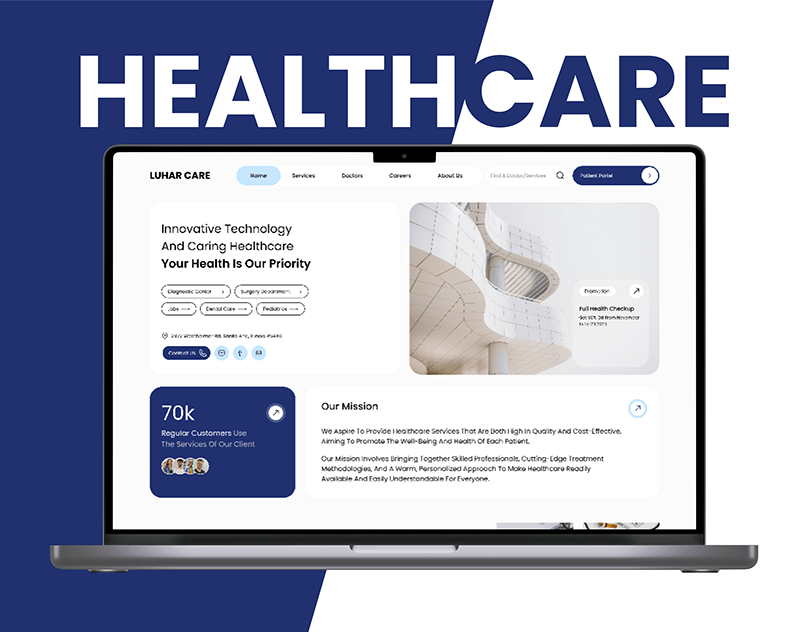 HEALTHCARE
LUHAR CARE
Home
Services
Doctors
Careers
About Us
Find A Doctor/Services
Patient Portal
Innovative Technology
And Caring Healthcare
Your Health Is Our Priority
Diagnostic Center
Surgery Department
Jobs
Dental Care
Pediatrics
Contact Us
Promotion
Full Health Checkup
70k
Regular Customers Use
The Services Of Our Client
Our Mission
We Aspire To Provide Healthcare Services That Are Both High In Quality And Cost-Effective,
Aiming To Promote The Well-Being And Health Of Each Patient.
Our Mission Involves Bringing Together Skilled Professionals, Cutting-Edge Treatment
Methodologies, And A Warm, Personalized Approach To Make Healthcare Readily
Available And Easily Understandable For Everyone.